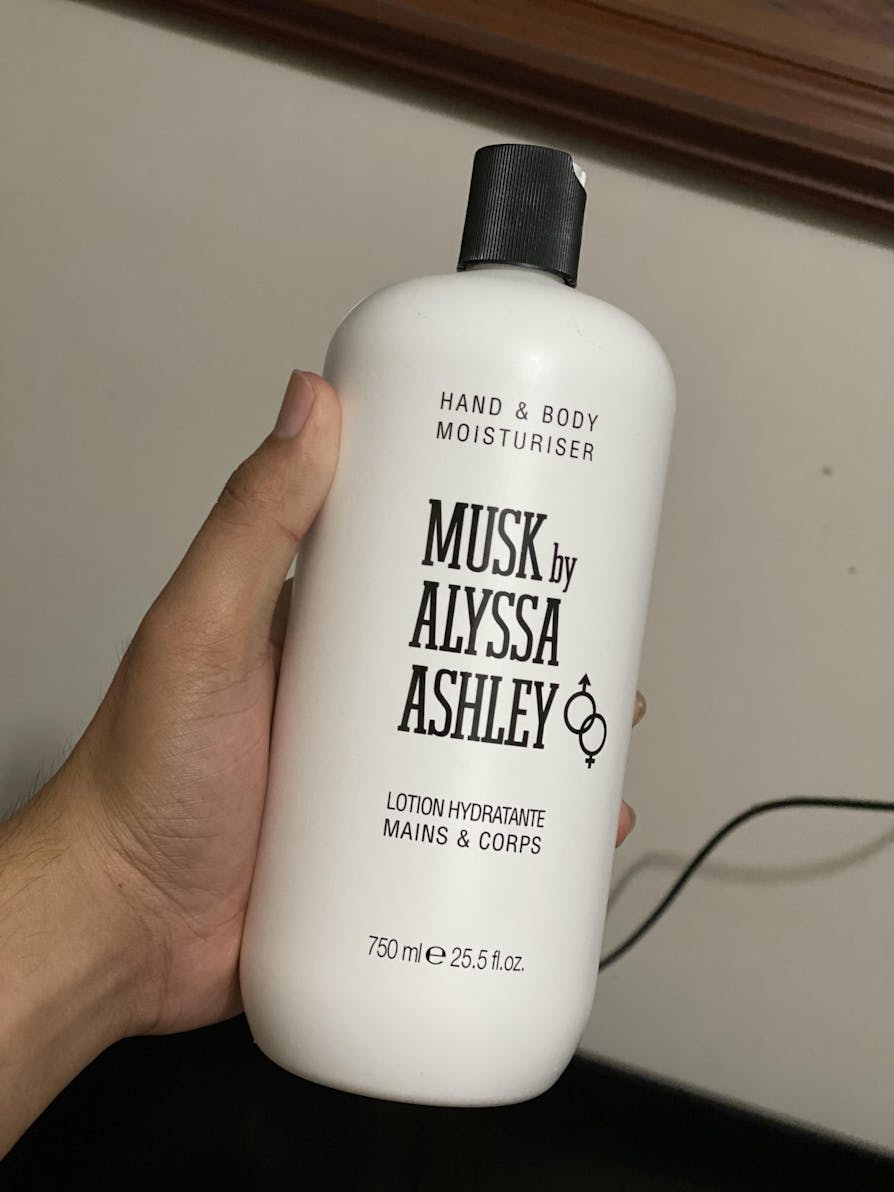 HAND & BODY
MOISTURISER
MUSK by
ALYSSA
ASHLEY
LOTION HYDRATANTE
MAINS & CORPS
750 ml ℮ 25.5 fl.oz.